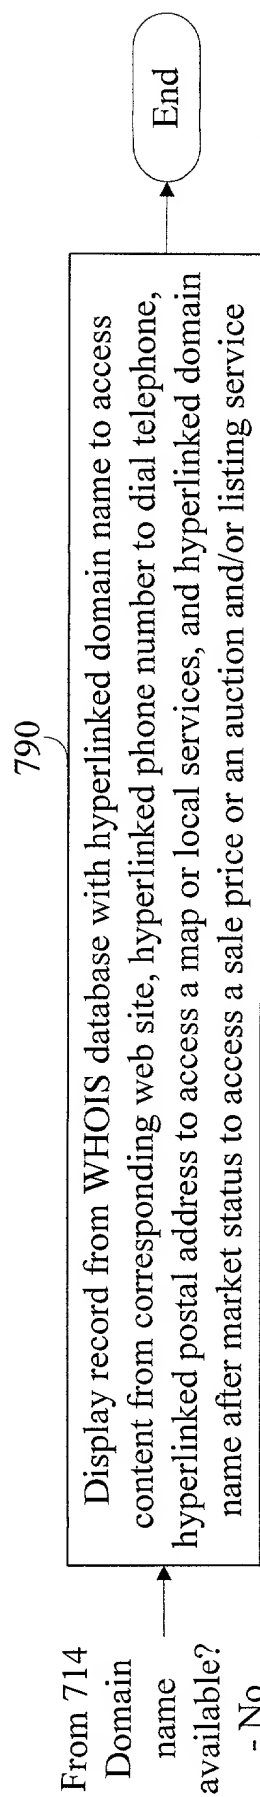 From 714
Domain
name
available?
- No
790
Display record from WHOIS database with hyperlinked domain name to access
content from corresponding web site, hyperlinked phone number to dial telephone,
hyperlinked postal address to access a map or local services, and hyperlinked domain
name after market status to access a sale price or an auction and/or listing service
End